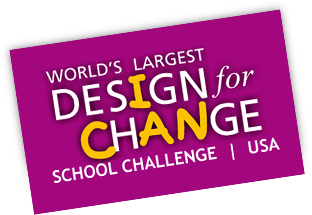 WORLD'S LARGEST
DESIGN for
CHANGE
SCHOOL CHALLENGE | USA